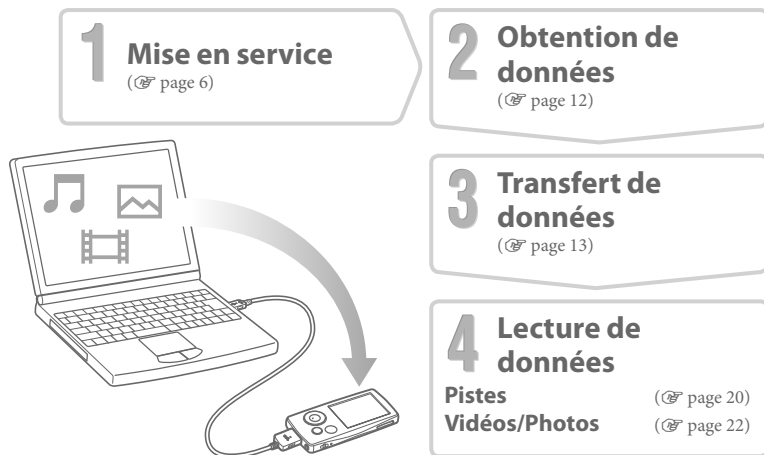 1 Mise en service
(☞ page 6)
2 Obtention de
données
(☞ page 12)
3 Transfert de
données
(☞ page 13)
4 Lecture de
données
Pistes (☞ page 20)
Vidéos/Photos (☞ page 22)